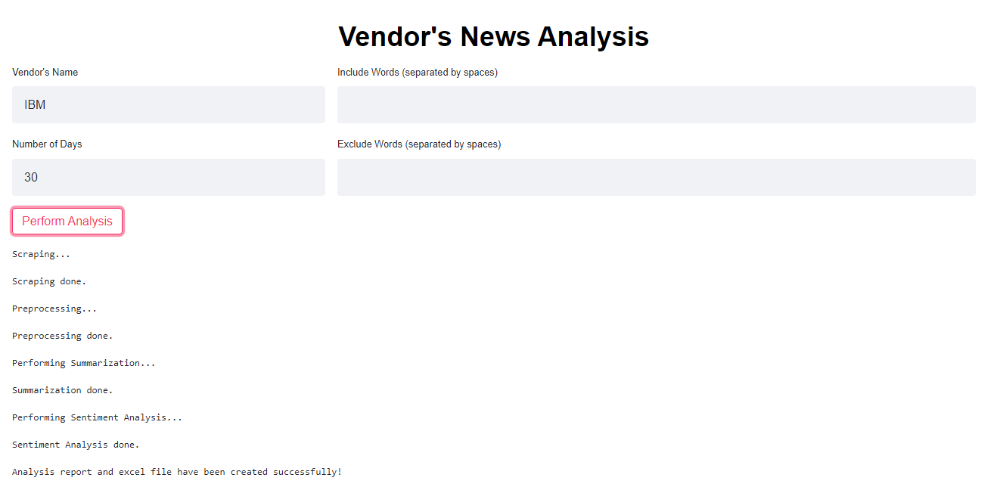 Vendor's News Analysis
Vendor's Name
Include Words (separated by spaces)
IBM
Number of Days
Exclude Words (separated by spaces)
30
Perform Analysis
Scraping...
Scraping done.
Preprocessing...
Preprocessing done.
Performing Summarization...
Summarization done.
Performing Sentiment Analysis...
Sentiment Analysis done.
Analysis report and excel file have been created successfully!